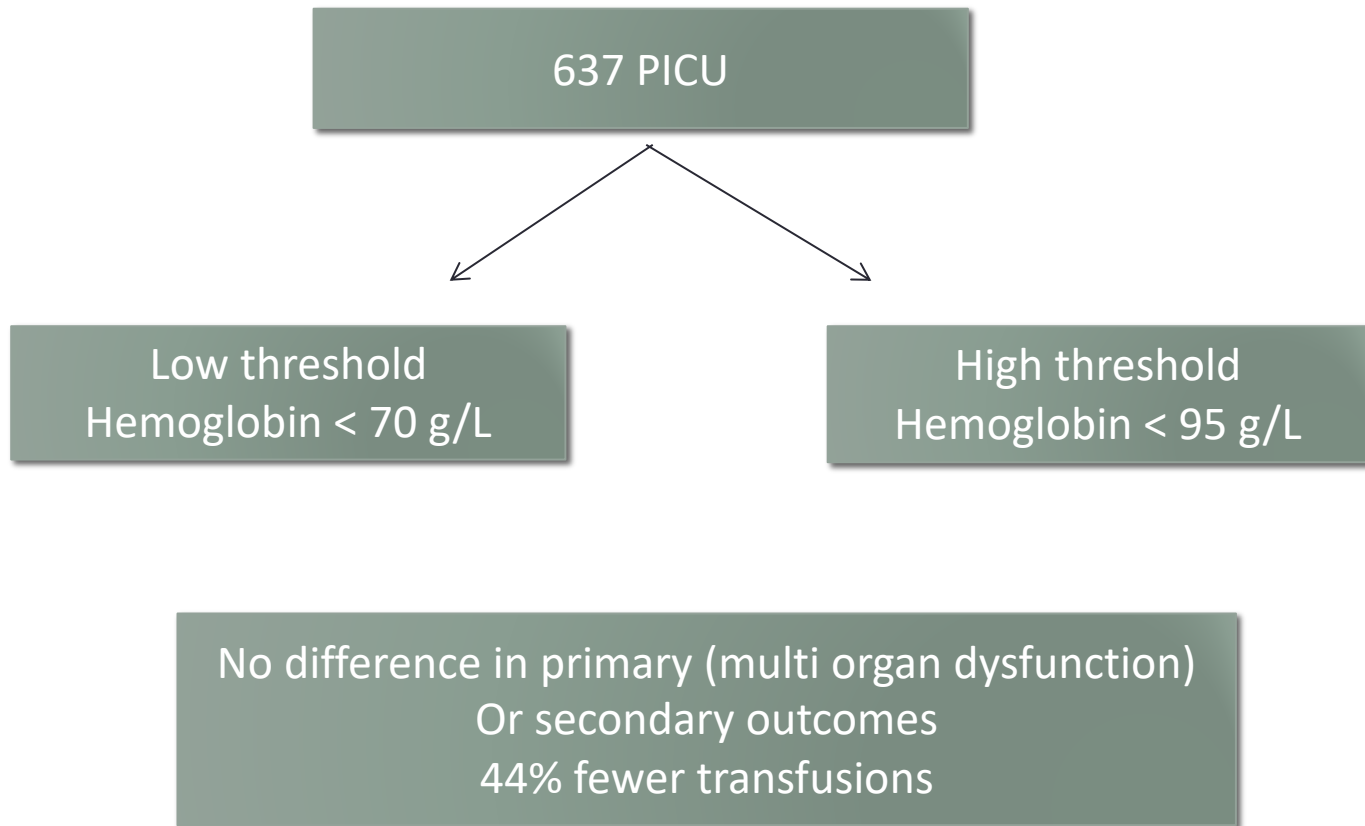 637 PICU
Low threshold
Hemoglobin < 70 g/L
High threshold
Hemoglobin < 95 g/L
No difference in primary (multi organ dysfunction)
Or secondary outcomes
44% fewer transfusions